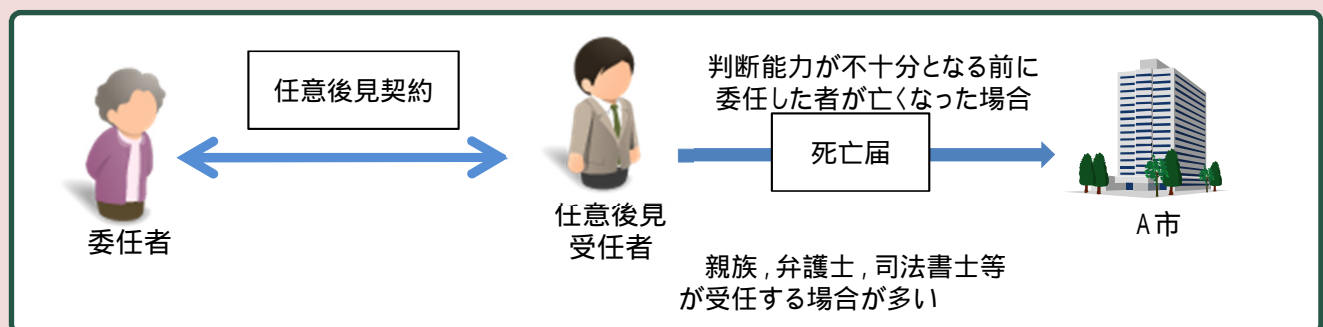 任意後見契約
判断能力が不十分となる前に
委任した者が亡くなった場合
死亡届
委任者
任意後見
受任者
A市
親族,弁護士,司法書士等
が受任する場合が多い